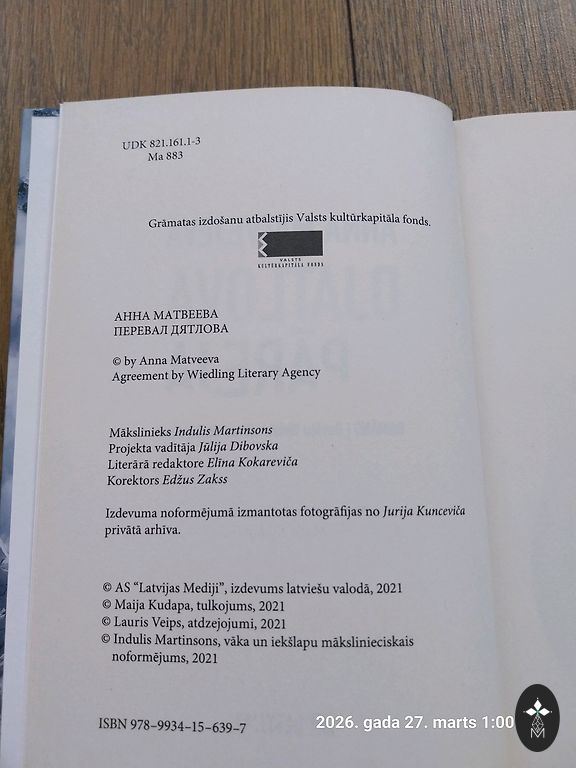 UDK 821.161.1-3
Ma 883
Grāmatas izdošanu atbalstījis Valsts kultūrkapitāla fonds.
VALSTS
KULTŪRKAPITĀLA FONDS
АННА МАТВЕЕВА
ПЕРЕВАЛ ДЯТЛОВА
© by Anna Matveeva
Agreement by Wiedling Literary Agency
Mākslinieks Indulis Martinsons
Projekta vadītāja Jūlija Dibovska
Literārā redaktore Elina Kokareviča
Korektors Edžus Zakss
Izdevuma noformējumā izmantotas fotogrāfijas no Jurija Kunceviča
privātā arhīva.
© AS “Latvijas Mediji”, izdevums latviešu valodā, 2021
© Maija Kudapa, tulkojums, 2021
© Lauris Veips, atdzejojumi, 2021
© Indulis Martinsons, vāka un iekšlapu mākslinieciskais
noformējums, 2021
ISBN 978–9934–15–639–7
2026. gada 27. marts 1:00
M